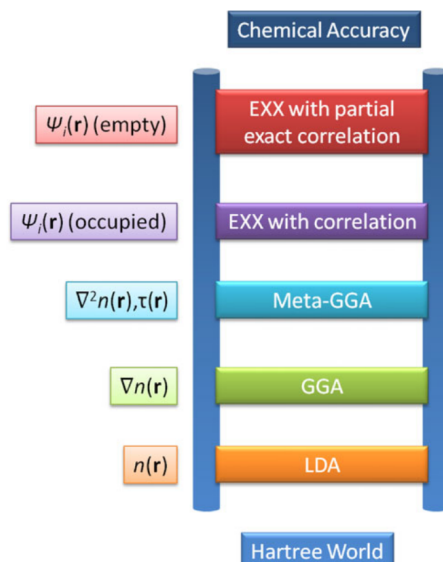 Chemical Accuracy
Ψᵢ(r) (empty)
EXX with partial
exact correlation
Ψᵢ(r) (occupied)
EXX with correlation
∇²n(r),τ(r)
Meta-GGA
∇n(r)
GGA
n(r)
LDA
Hartree World